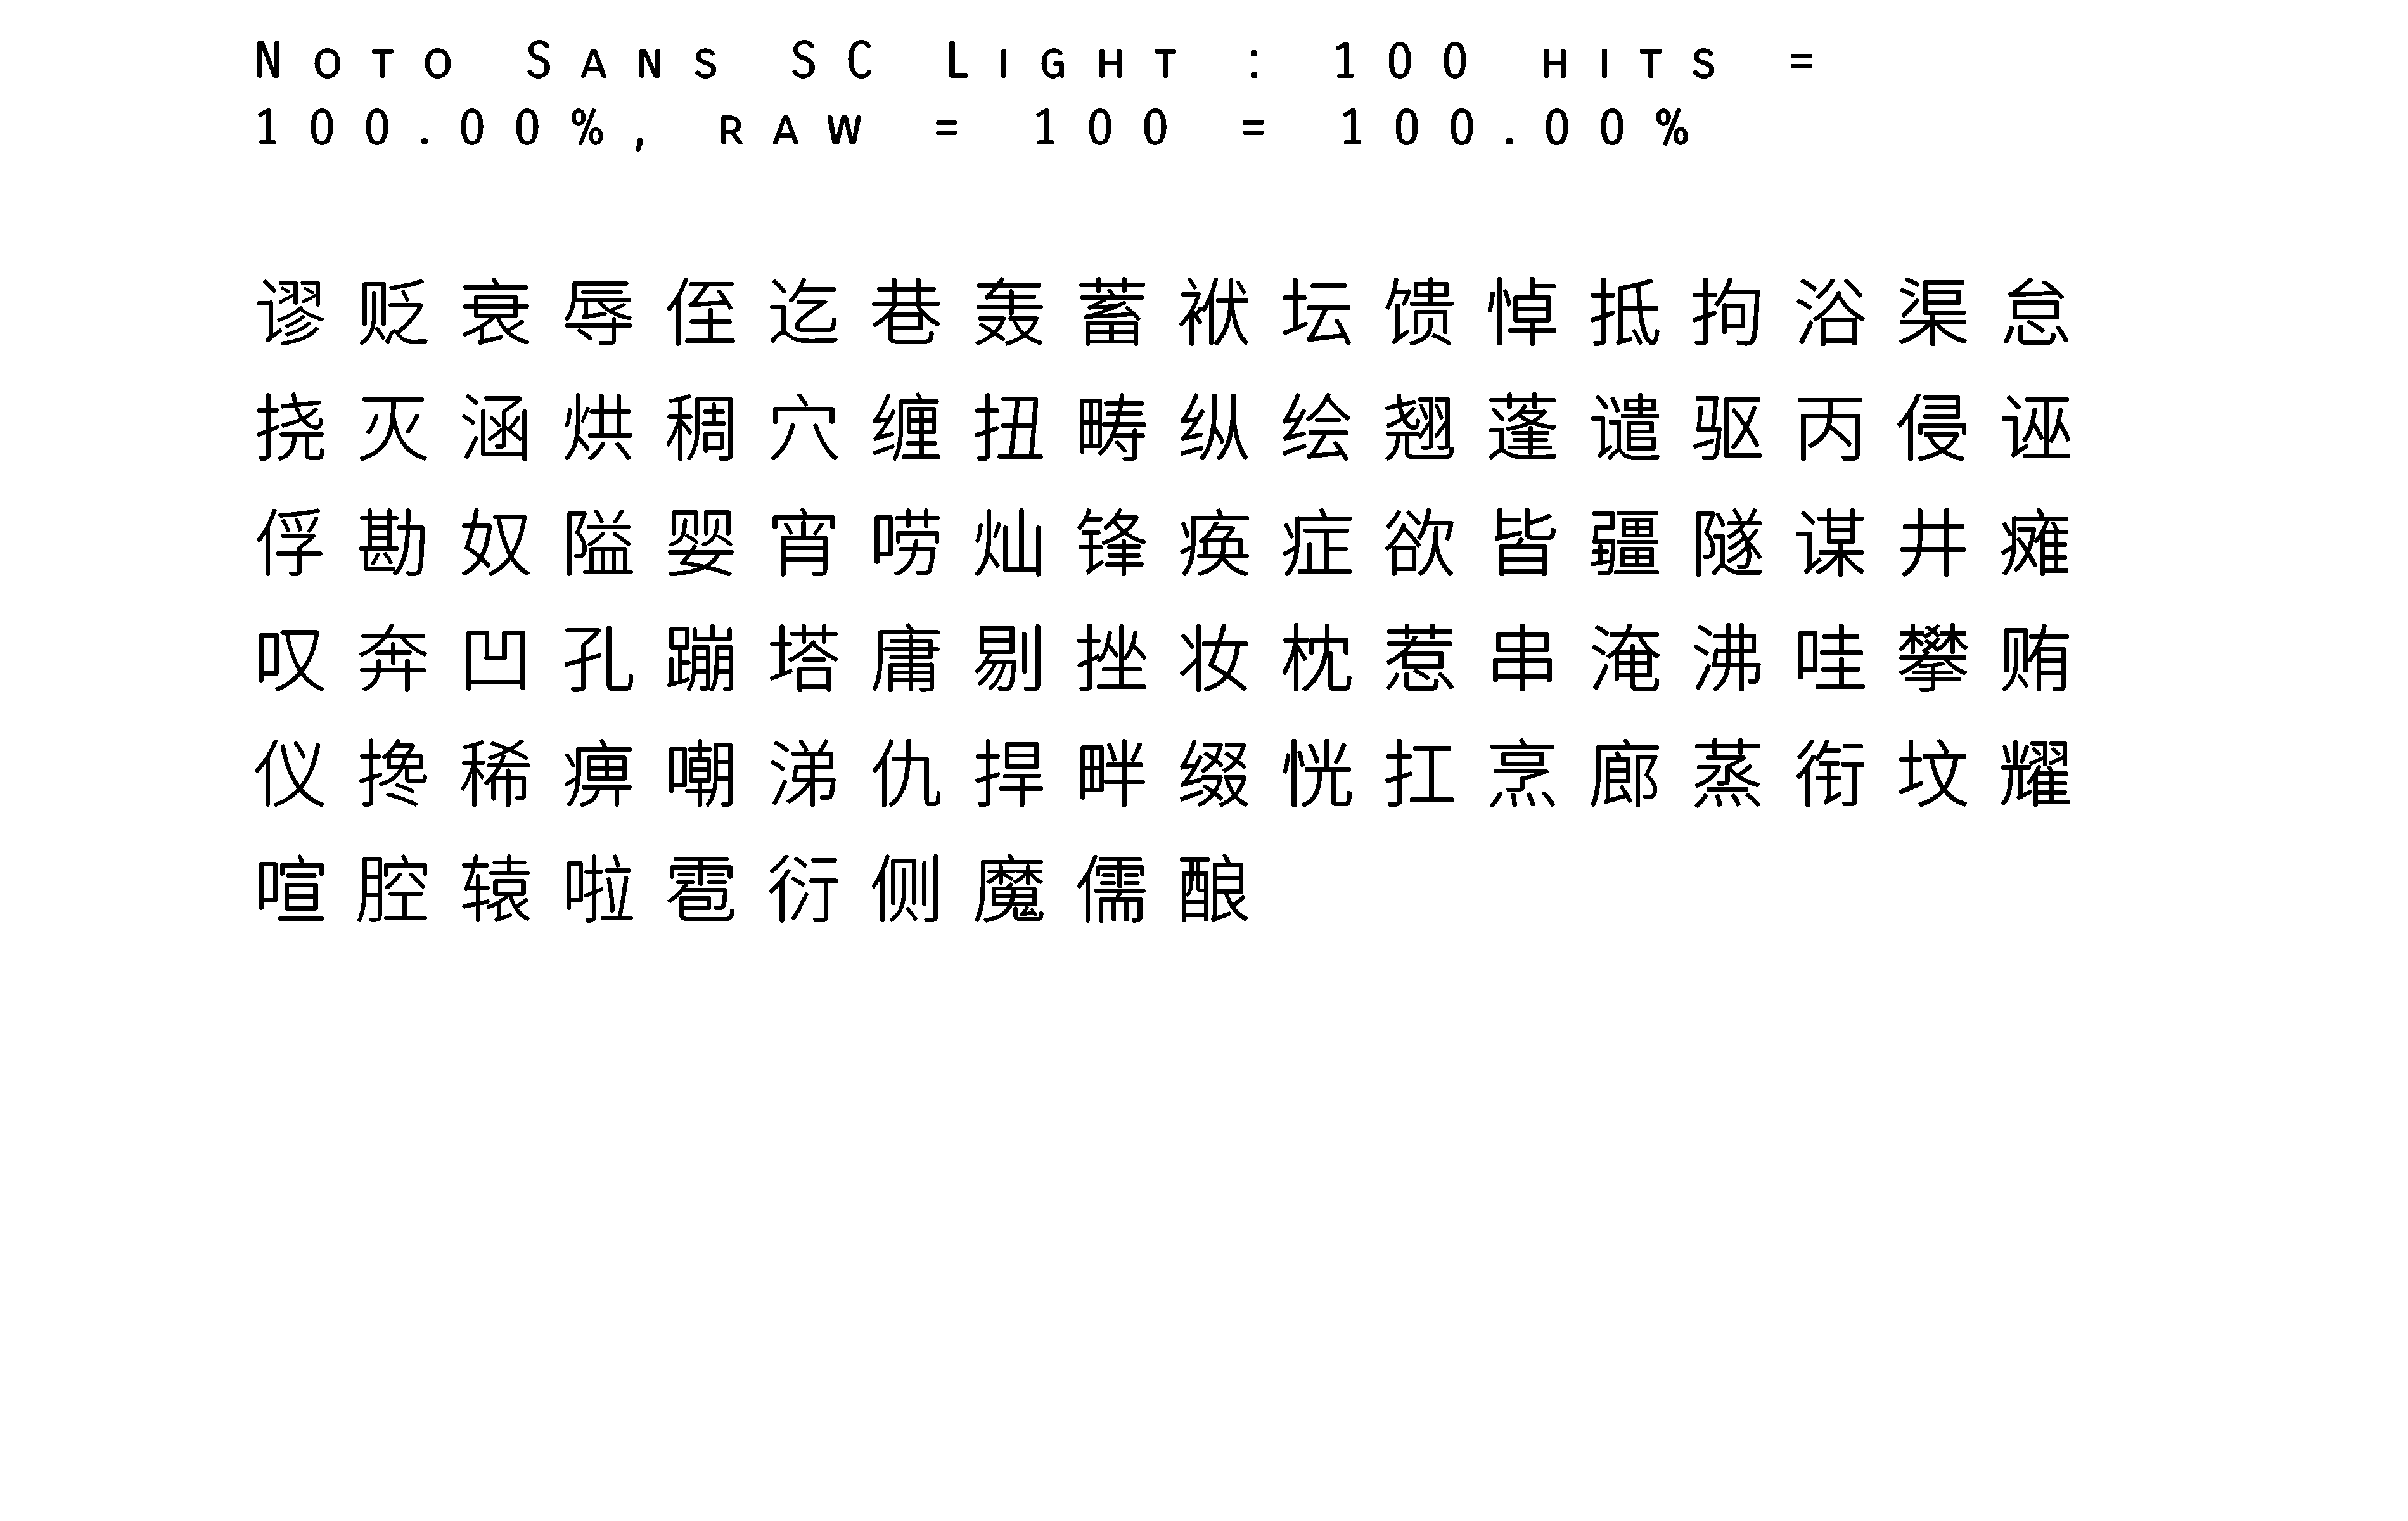 Noto Sans SC Light : 100 hits =
100.00%, raw = 100 = 100.00%
谬贬哀辱侄迄巷轰蓄袱坛馈悼抵拘浴渠怠
挠灭涵烘稠穴缠扭畴纵绘翘蓬谴驱丙侵诬
俘勘奴隘婴宵唠灿锋痪症欲皆疆隧谋井瘫
叹奔凹孔蹦塔庸剔挫妆枕惹串淹沸哇攀贿
仪搀稀痹嘲涕仇捍畔缀恍扛烹廊蒸衔坟耀
喧腔辕啦雹衍侧魔儒酿